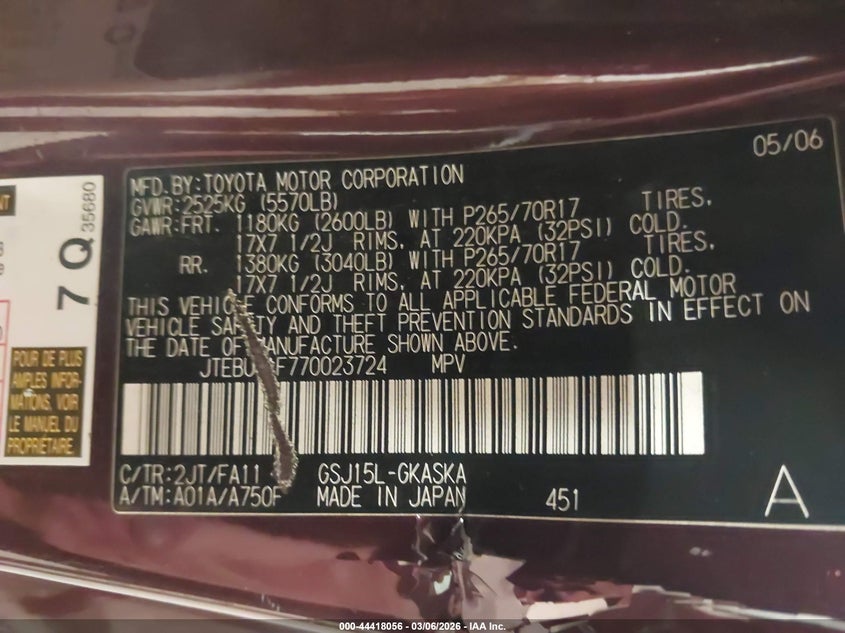 05/06
MFD.BY:TOYOTA MOTOR CORPORATION
GVWR:2525KG (5570LB)
GAWR:FRT. 1180KG (2600LB) WITH P265/70R17 TIRES,
17X7 1/2J RIMS, AT 220KPA (32PSI) COLD.
RR. 1380KG (3040LB) WITH P265/70R17 TIRES,
17X7 1/2J RIMS, AT 220KPA (32PSI) COLD.
THIS VEHICLE CONFORMS TO ALL APPLICABLE FEDERAL MOTOR
VEHICLE SAFETY AND THEFT PREVENTION STANDARDS IN EFFECT ON
THE DATE OF MANUFACTURE SHOWN ABOVE.
MPV
C/TR:2JT/FA11 GSJ15L-GKASKA
A/TM:A01A/A750F MADE IN JAPAN 451 A
7 Q 35680
POUR DE PLUS
AMPLES INFOR-
MATIONS, VOIR
LE MANUEL DU
PROPRIÉTAIRE.
000-44418056 - 03/06/2026 - IAA Inc.